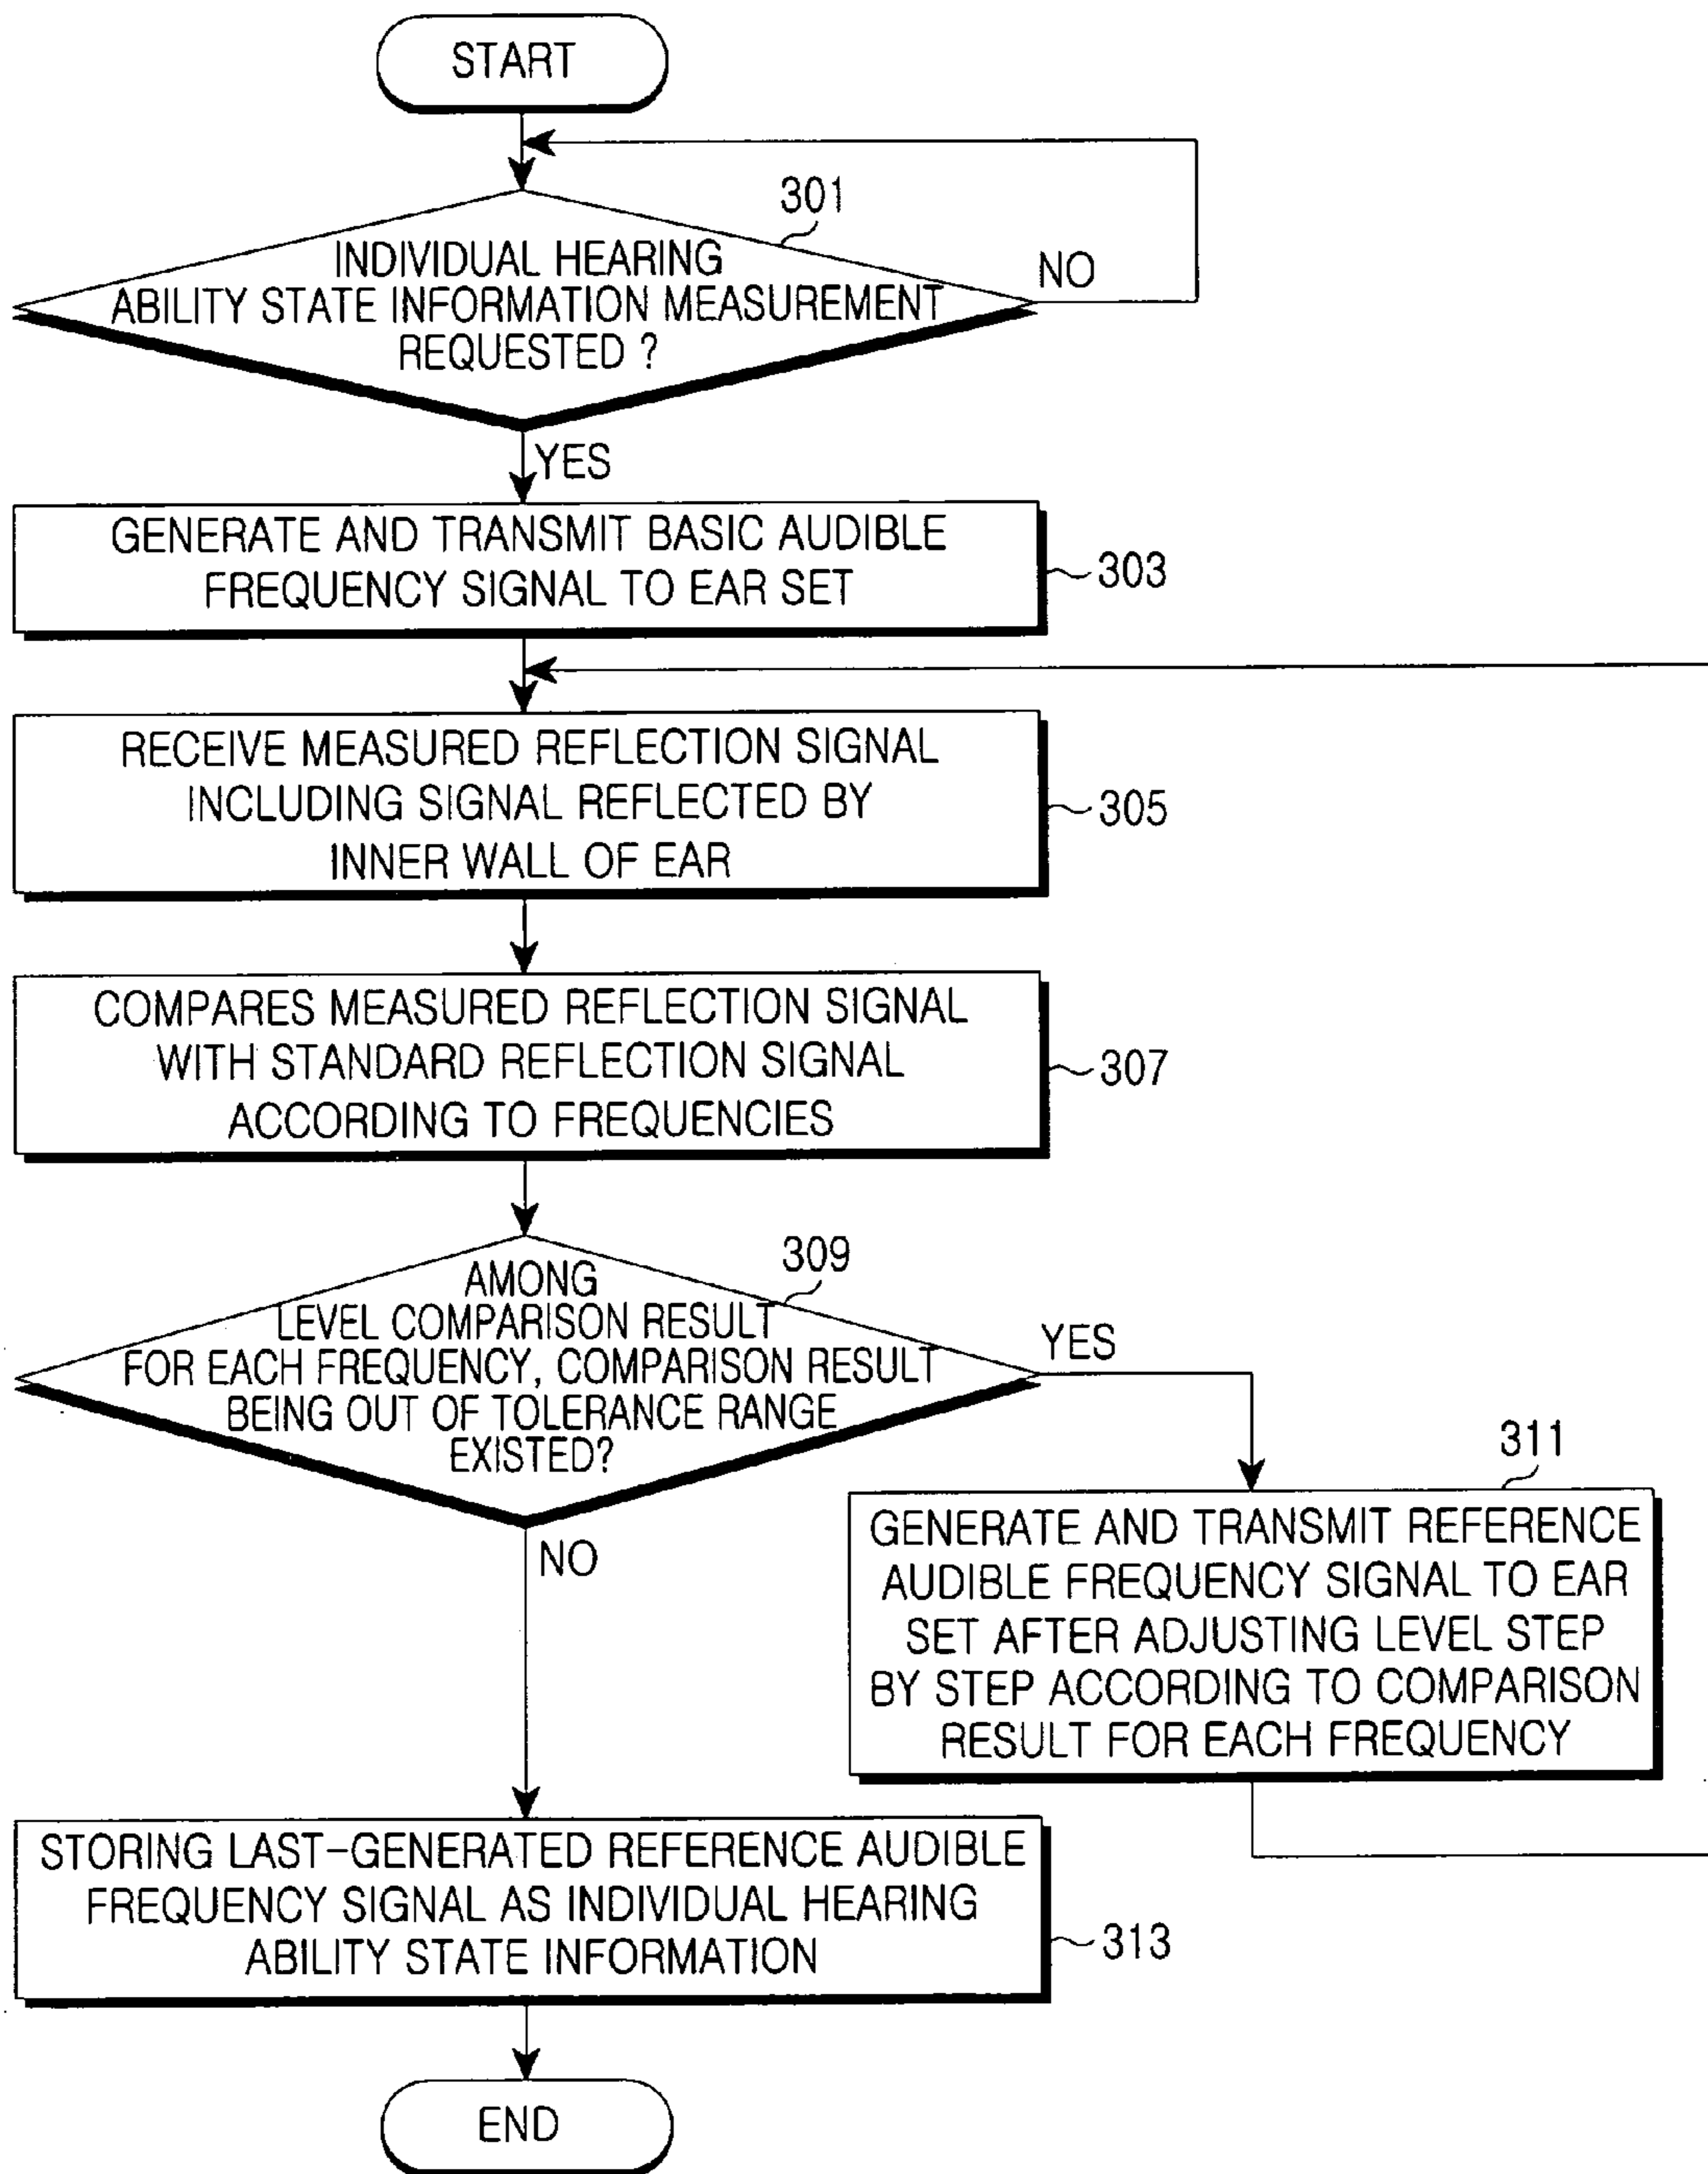 START
301
INDIVIDUAL HEARING
ABILITY STATE INFORMATION MEASUREMENT
REQUESTED ?
NO
YES
GENERATE AND TRANSMIT BASIC AUDIBLE
FREQUENCY SIGNAL TO EAR SET
303
RECEIVE MEASURED REFLECTION SIGNAL
INCLUDING SIGNAL REFLECTED BY
INNER WALL OF EAR
305
COMPARES MEASURED REFLECTION SIGNAL
WITH STANDARD REFLECTION SIGNAL
ACCORDING TO FREQUENCIES
307
309
AMONG
LEVEL COMPARISON RESULT
FOR EACH FREQUENCY, COMPARISON RESULT
BEING OUT OF TOLERANCE RANGE
EXISTED?
YES
NO
311
GENERATE AND TRANSMIT REFERENCE
AUDIBLE FREQUENCY SIGNAL TO EAR
SET AFTER ADJUSTING LEVEL STEP
BY STEP ACCORDING TO COMPARISON
RESULT FOR EACH FREQUENCY
STORING LAST-GENERATED REFERENCE AUDIBLE
FREQUENCY SIGNAL AS INDIVIDUAL HEARING
ABILITY STATE INFORMATION
313
END